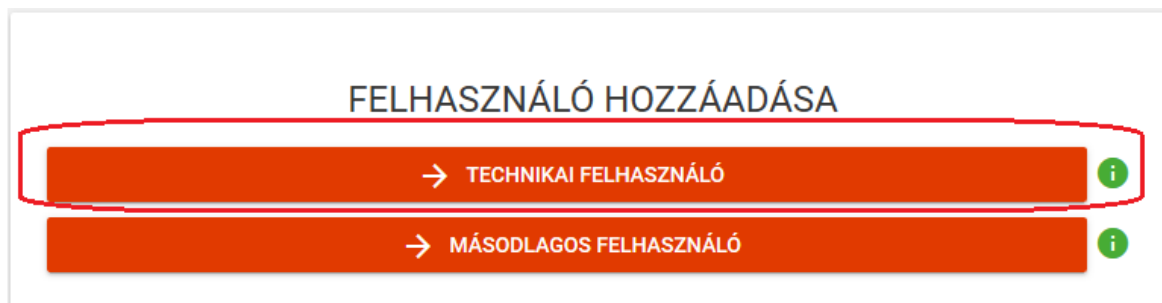 FELHASZNÁLÓ HOZZÁADÁSA
TECHNIKAI FELHASZNÁLÓ
MÁSODLAGOS FELHASZNÁLÓ